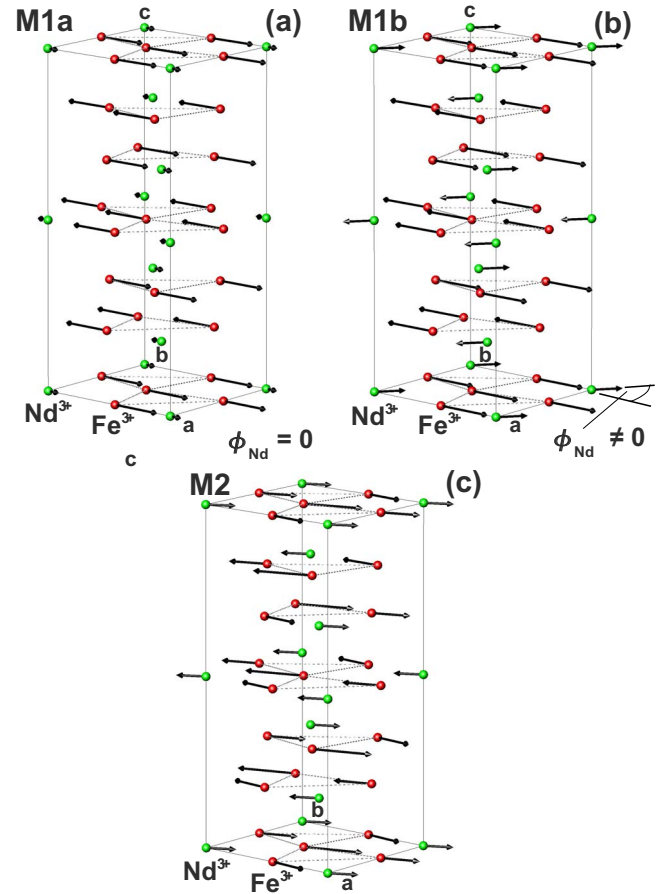 M1a
c
(a)
b
a
Nd³⁺
Fe³⁺
ϕNd = 0
c
M1b
c
(b)
b
a
Nd³⁺
Fe³⁺
ϕNd ≠ 0
M2
(c)
b
a
Nd³⁺
Fe³⁺